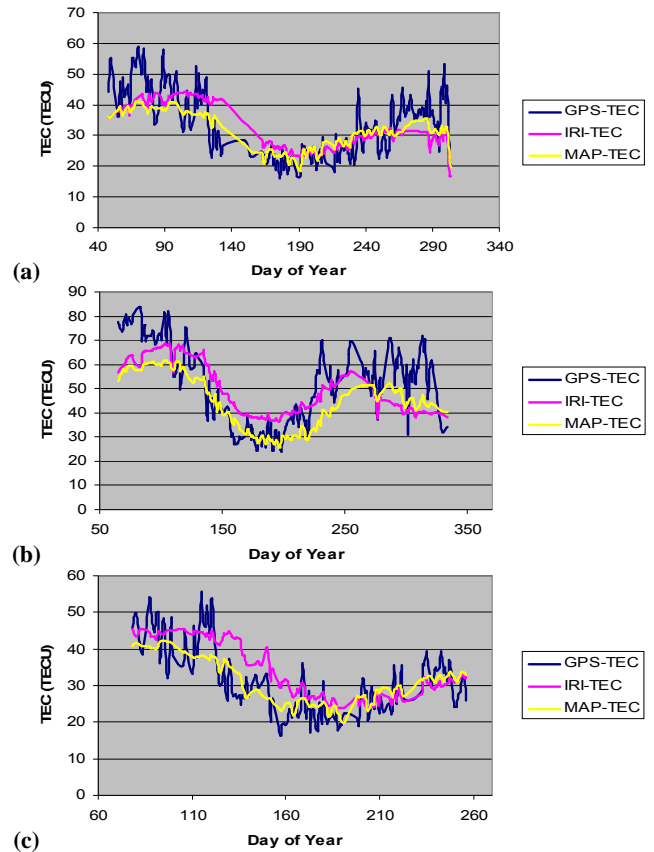 70
60
50
40
30
20
10
0
TEC (TECU)
40 90 140 190 240 290 340
Day of Year
GPS-TEC
IRI-TEC
MAP-TEC
(a)
90
80
70
60
50
40
30
20
10
0
TEC (TECU)
50 150 250 350
Day of Year
GPS-TEC
IRI-TEC
MAP-TEC
(b)
60
50
40
30
20
10
0
TEC (TECU)
60 110 160 210 260
Day of Year
GPS-TEC
IRI-TEC
MAP-TEC
(c)